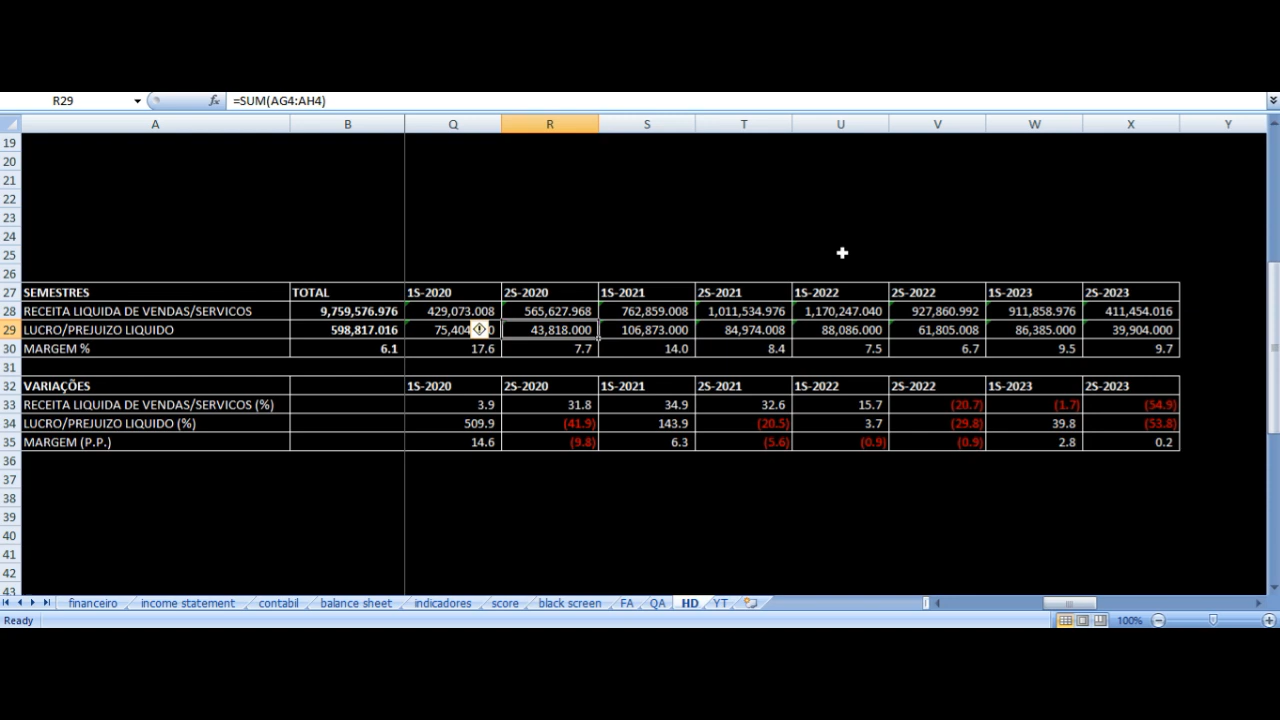 R29 =SUM(AG4:AH4)
A B Q R S T U V W X Y
19
20
21
22
23
24
25
26
27 SEMESTRES TOTAL 1S-2020 2S-2020 1S-2021 2S-2021 1S-2022 2S-2022 1S-2023 2S-2023
28 RECEITA LIQUIDA DE VENDAS/SERVICOS 9,759,576.976 429,073.008 565,627.968 762,859.008 1,011,534.976 1,170,247.040 927,860.992 911,858.976 411,454.016
29 LUCRO/PREJUIZO LIQUIDO 598,817.016 75,404 0 43,818.000 106,873.000 84,974.008 88,086.000 61,805.008 86,385.000 39,904.000
30 MARGEM % 6.1 17.6 7.7 14.0 8.4 7.5 6.7 9.5 9.7
31
32 VARIAÇÕES 1S-2020 2S-2020 1S-2021 2S-2021 1S-2022 2S-2022 1S-2023 2S-2023
33 RECEITA LIQUIDA DE VENDAS/SERVICOS (%) 3.9 31.8 34.9 32.6 15.7 (20.7) (1.7) (54.9)
34 LUCRO/PREJUIZO LIQUIDO (%) 509.9 (41.9) 143.9 (20.5) 3.7 (29.8) 39.8 (53.8)
35 MARGEM (P.P.) 14.6 (9.8) 6.3 (5.6) (0.9) (0.9) 2.8 0.2
36
37
38
39
40
41
42
43
financeiro income statement contabil balance sheet indicadores score black screen FA QA HD YT
Ready 100%